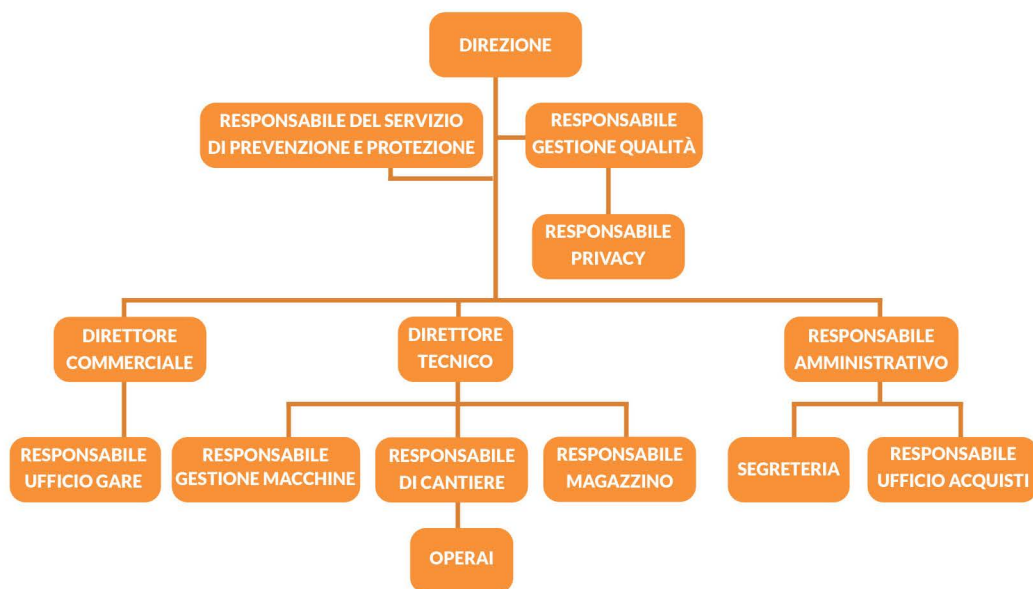 DIREZIONE
RESPONSABILE DEL SERVIZIO
DI PREVENZIONE E PROTEZIONE
RESPONSABILE
GESTIONE QUALITÀ
RESPONSABILE
PRIVACY
DIRETTORE
COMMERCIALE
DIRETTORE
TECNICO
RESPONSABILE
AMMINISTRATIVO
RESPONSABILE
UFFICIO GARE
RESPONSABILE
GESTIONE MACCHINE
RESPONSABILE
DI CANTIERE
RESPONSABILE
MAGAZZINO
SEGRETERIA
RESPONSABILE
UFFICIO ACQUISTI
OPERAI